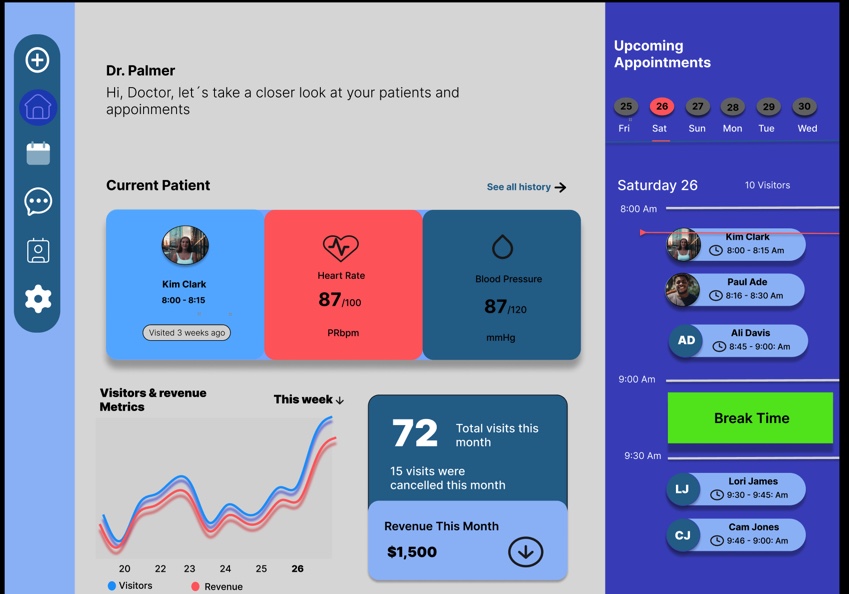 Dr. Palmer
Hi, Doctor, let´s take a closer look at your patients and
appoinments
Current Patient
See all history
Kim Clark
8:00 - 8:15
Visited 3 weeks ago
Heart Rate
87/100
PRbpm
Blood Pressure
87/120
mmHg
Visitors & revenue
Metrics
This week
20 22 23 24 25 26
Visitors
Revenue
72
Total visits this
month
15 visits were
cancelled this month
Revenue This Month
$1,500
Upcoming
Appointments
25 26 27 28 29 30
Fri Sat Sun Mon Tue Wed
Saturday 26
10 Visitors
8:00 Am
Kim Clark
8:00 - 8:15 Am
Paul Ade
8:16 - 8:30 Am
AD
Ali Davis
8:45 - 9:00: Am
9:00 Am
Break Time
9:30 Am
LJ
Lori James
9:30 - 9:45: Am
CJ
Cam Jones
9:46 - 9:00: Am